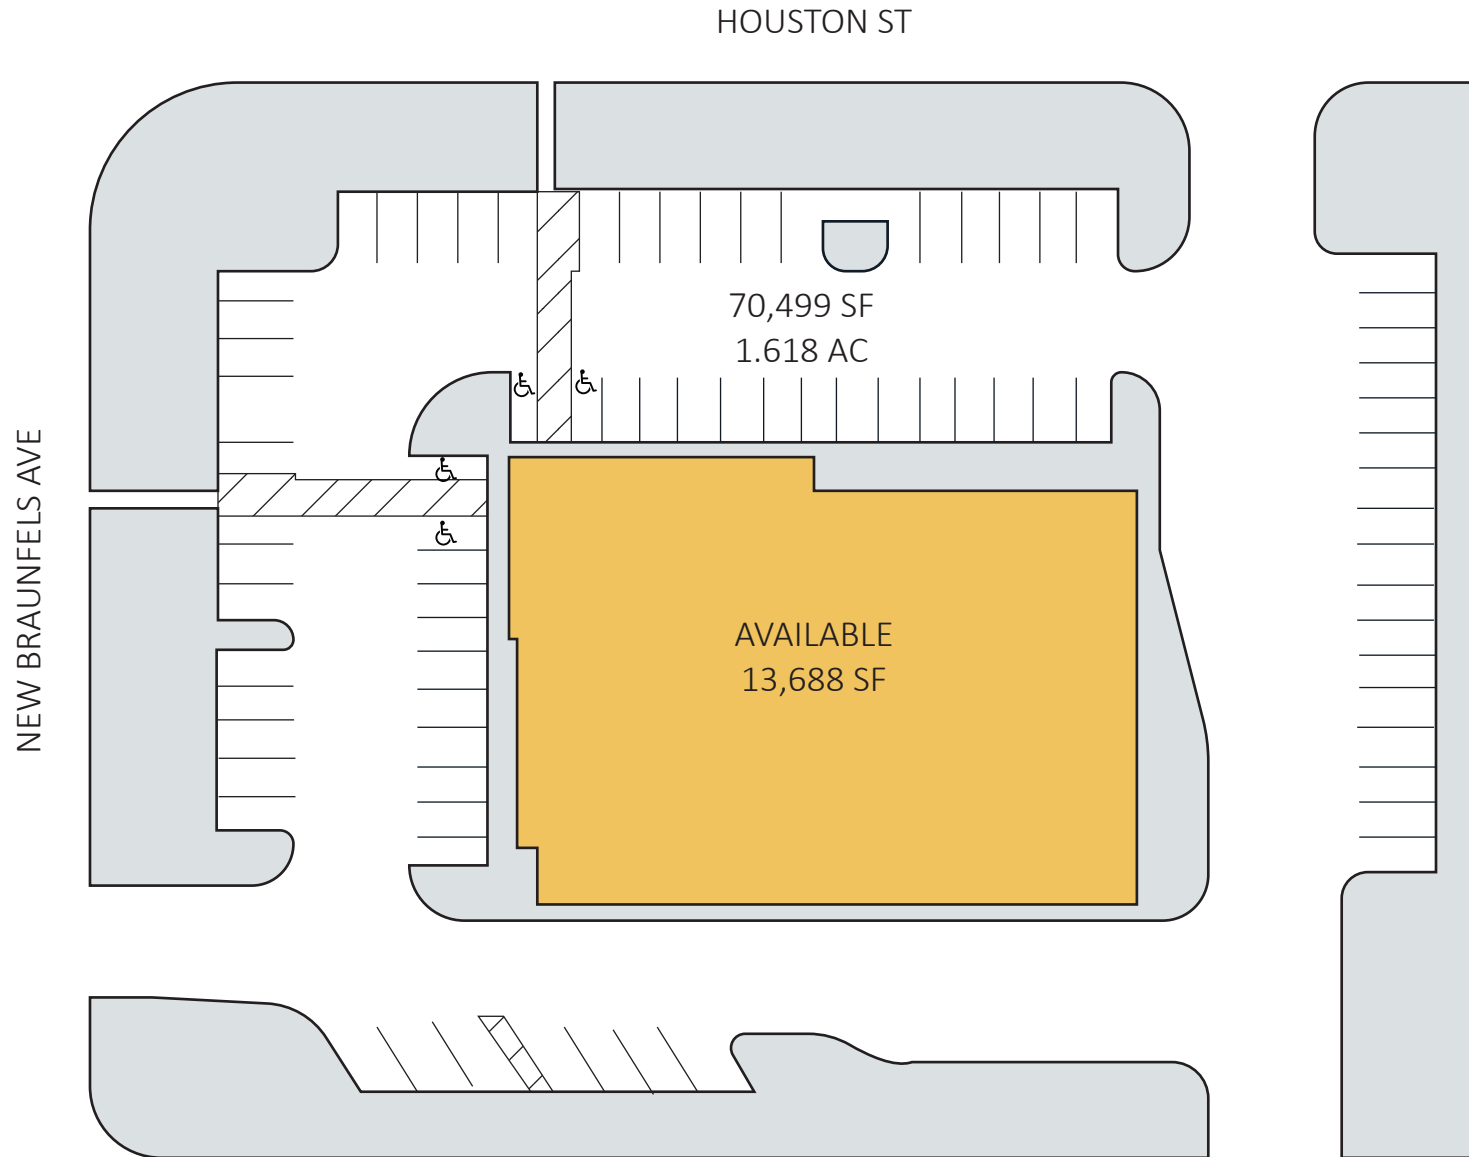 HOUSTON ST
70,499 SF
1.618 AC
NEW BRAUNFELS AVE
AVAILABLE
13,688 SF